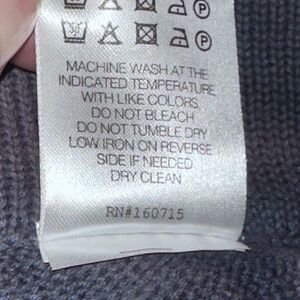 MACHINE WASH AT THE
INDICATED TEMPERATURE
WITH LIKE COLORS
DO NOT BLEACH
DO NOT TUMBLE DRY
LOW IRON ON REVERSE
SIDE IF NEEDED
DRY CLEAN
RN#160715